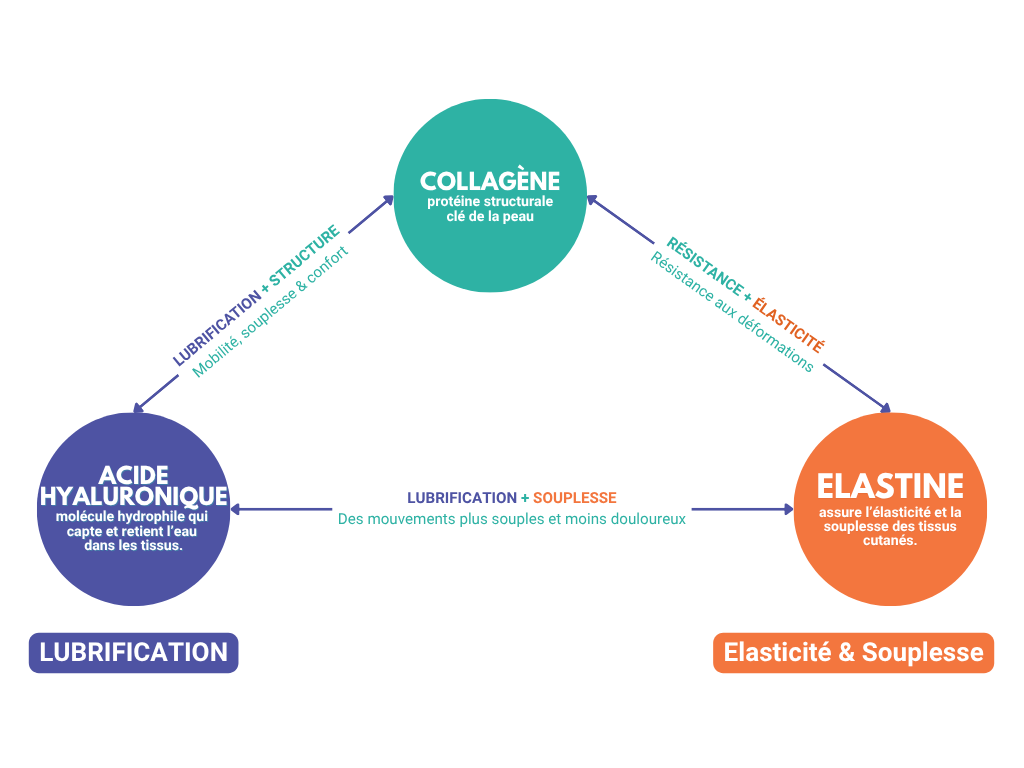 COLLAGÈNE
protéine structurale
clé de la peau
LUBRIFICATION + STRUCTURE
Mobilité, souplesse & confort
RÉSISTANCE + ÉLASTICITÉ
Résistance aux déformations
ACIDE
HYALURONIQUE
molécule hydrophile qui
capte et retient l'eau
dans les tissus.
LUBRIFICATION + SOUPLESSE
Des mouvements plus souples et moins douloureux
ELASTINE
assure l'élasticité et la
souplesse des tissus
cutanés.
LUBRIFICATION
Elasticité & Souplesse